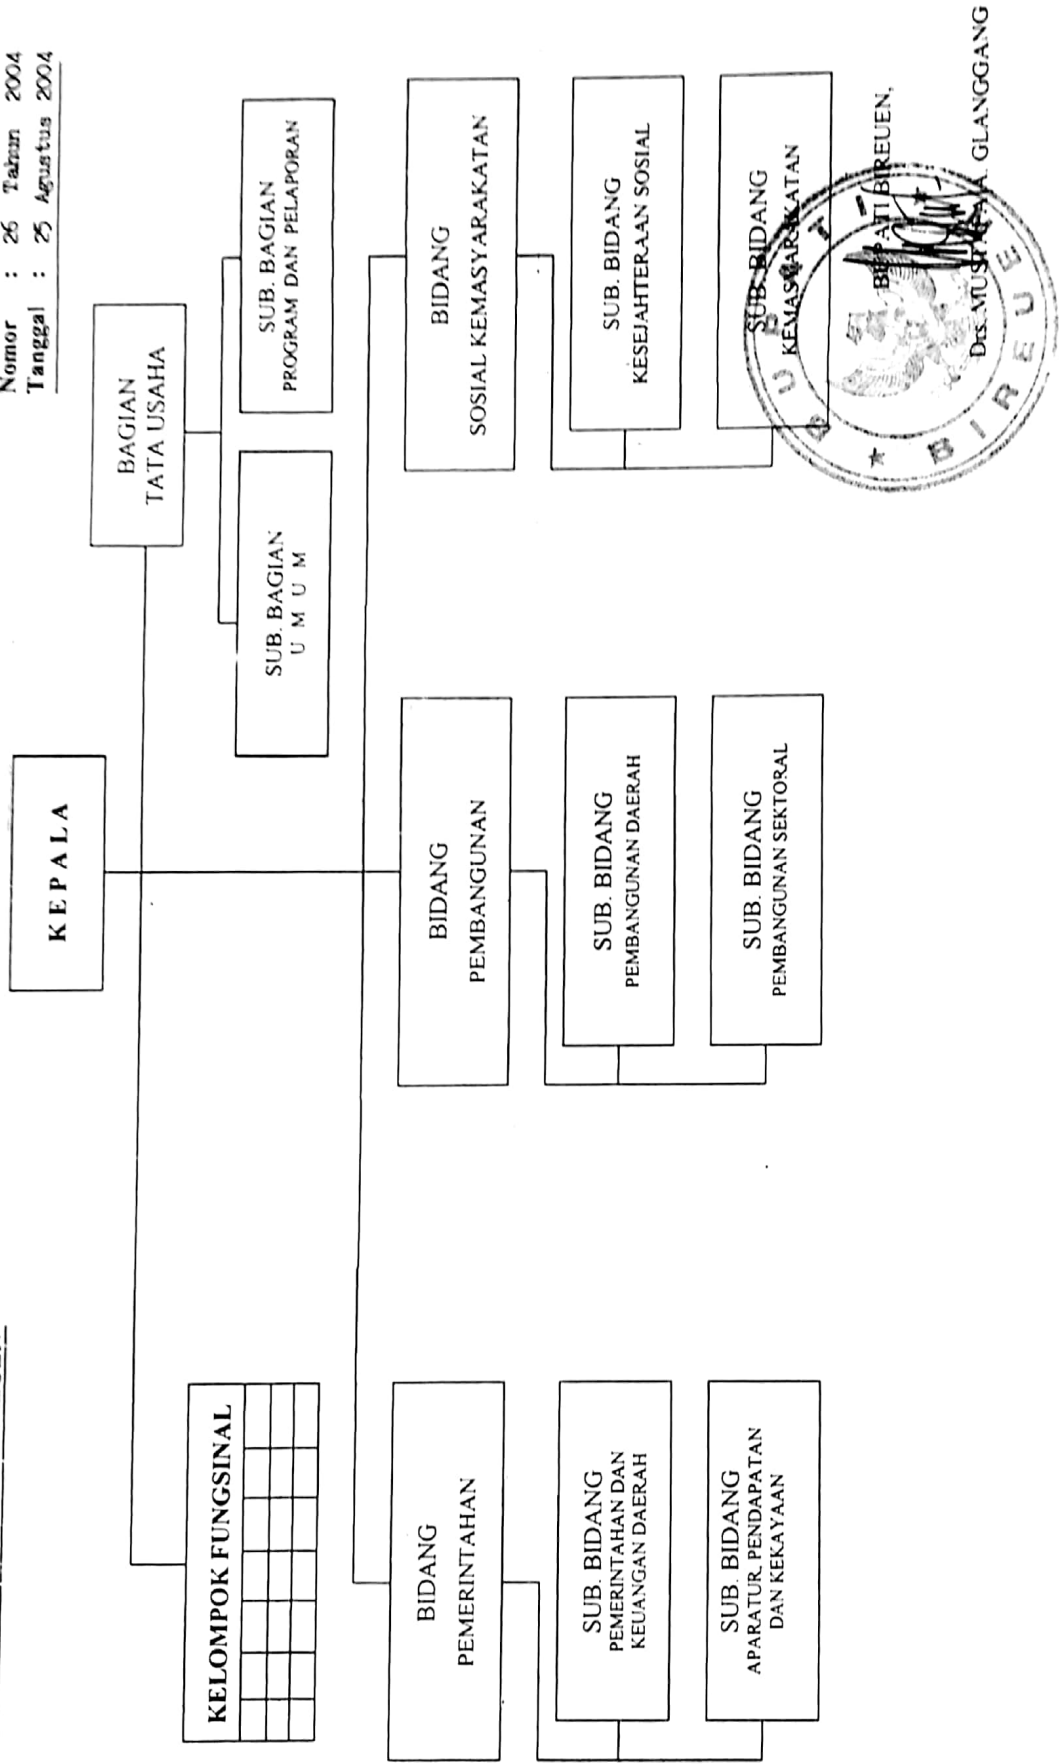 Nomor : 26 Tahun 2004
Tanggal : 25 Agustus 2004
KEPALA
BAGIAN
TATA USAHA
KELOMPOK FUNGSINAL
SUB. BAGIAN
U M U M
SUB. BAGIAN
PROGRAM DAN PELAPORAN
BIDANG
PEMERINTAHAN
BIDANG
PEMBANGUNAN
BIDANG
SOSIAL KEMASYARAKATAN
SUB. BIDANG
PEMERINTAHAN DAN
KEUANGAN DAERAH
SUB. BIDANG
PEMBANGUNAN DAERAH
SUB. BIDANG
KESEJAHTERAAN SOSIAL
SUB. BIDANG
APARATUR, PENDAPATAN
DAN KEKAYAAN
SUB. BIDANG
PEMBANGUNAN SEKTORAL
SUB. BIDANG
KEMASYARAKATAN
BUPATI BIREUEN,
Drs. MUSTAFA A. GLANGGANG
BUPATI
BIREUEN